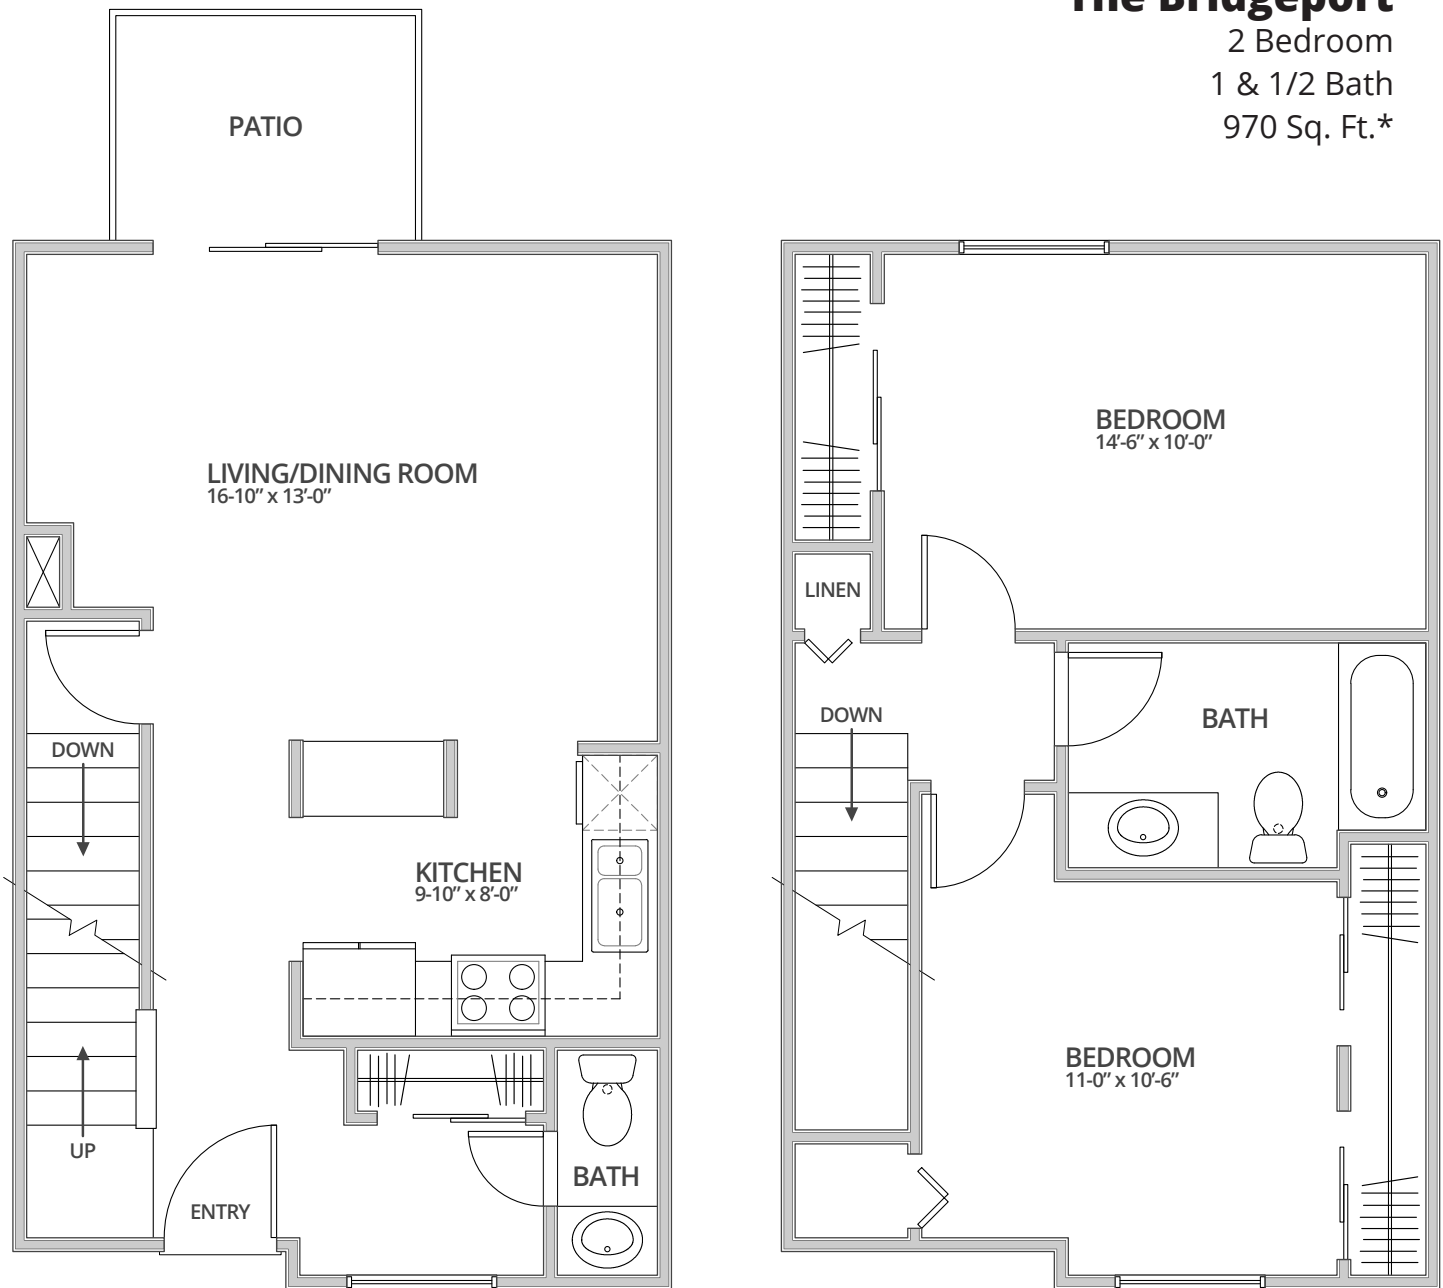 The Bridgeport
2 Bedroom
1 & 1/2 Bath
970 Sq. Ft.*
PATIO
LIVING/DINING ROOM
16-10” x 13’-0”
DOWN
KITCHEN
9-10” x 8’-0”
UP
ENTRY
BATH
BEDROOM
14’-6” x 10’-0”
LINEN
DOWN
BATH
BEDROOM
11-0” x 10’-6”